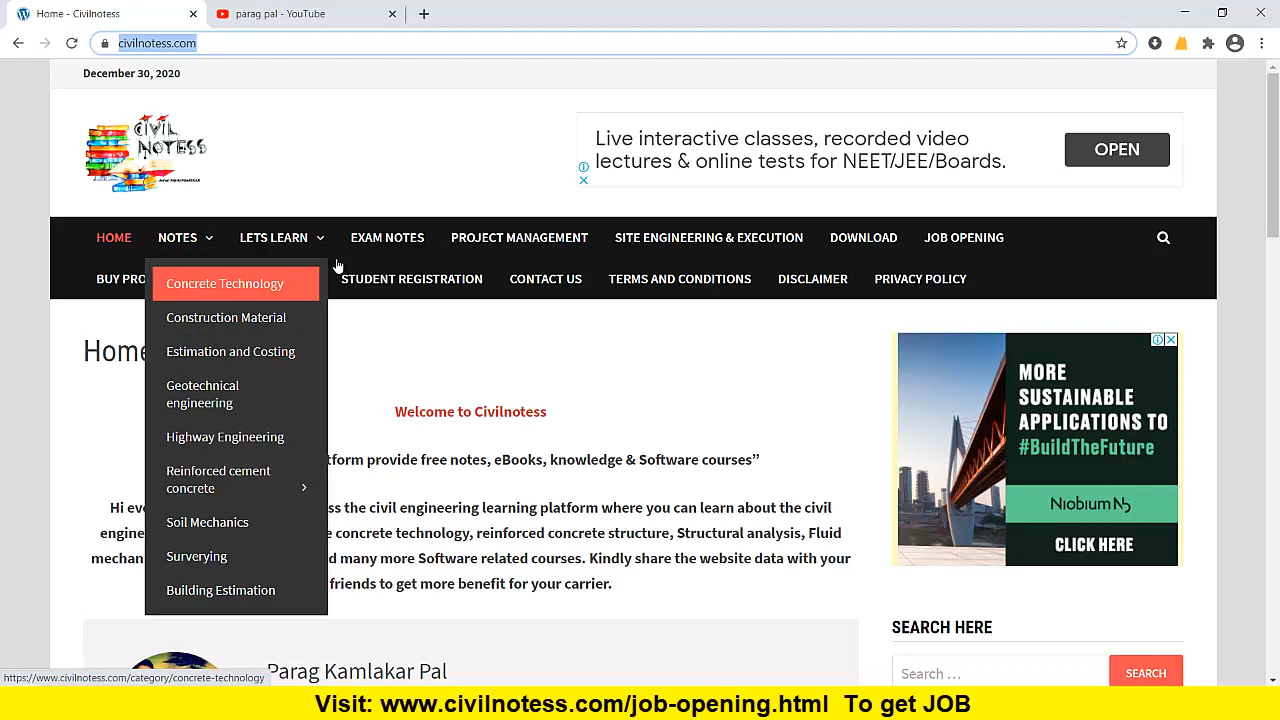 Home - Civilnotess
parag pal - YouTube
civilnotess.com
December 30, 2020
CIVIL
NOTESS
Live interactive classes, recorded video
lectures & online tests for NEET/JEE/Boards.
OPEN
HOME NOTES LETS LEARN EXAM NOTES PROJECT MANAGEMENT SITE ENGINEERING & EXECUTION DOWNLOAD JOB OPENING
BUY PRO STUDENT REGISTRATION CONTACT US TERMS AND CONDITIONS DISCLAIMER PRIVACY POLICY
Concrete Technology
Construction Material
Estimation and Costing
Geotechnical
engineering
Highway Engineering
Reinforced cement
concrete
Soil Mechanics
Surverying
Building Estimation
Home
Welcome to Civilnotess
tform provide free notes, eBooks, knowledge & Software courses”
Hi eve ss the civil engineering learning platform where you can learn about the civil
engine e concrete technology, reinforced concrete structure, Structural analysis, Fluid
mechan d many more Software related courses. Kindly share the website data with your
friends to get more benefit for your carrier.
Parag Kamlakar Pal
MORE
SUSTAINABLE
APPLICATIONS TO
#BuildTheFuture
NIOBIUM N5
CLICK HERE
SEARCH HERE
Search …
SEARCH
https://www.civilnotess.com/category/concrete-technology
Visit: www.civilnotess.com/job-opening.html To get JOB